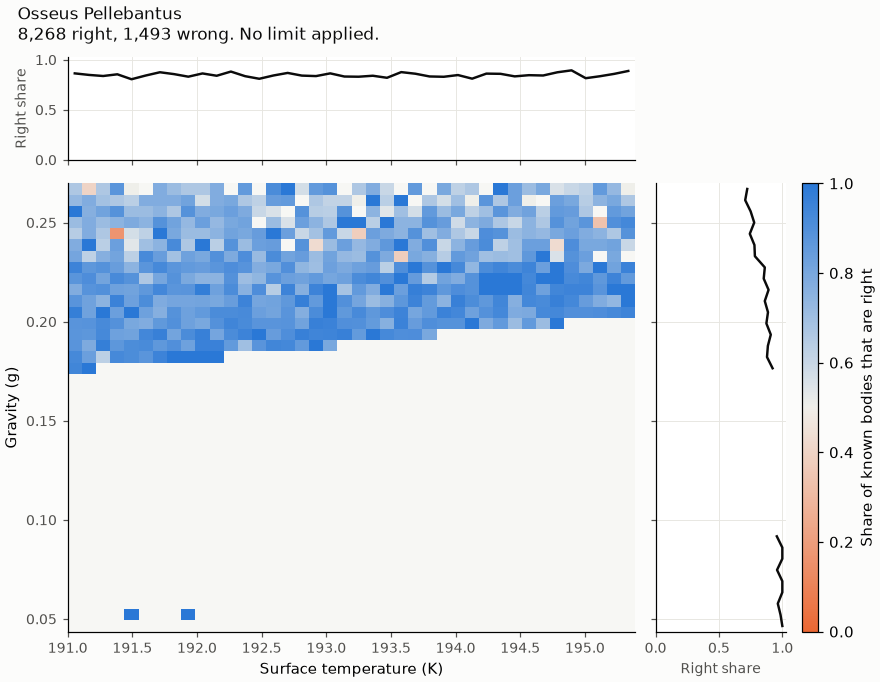 Osseus Pellebantus
8,268 right, 1,493 wrong. No limit applied.
Right share
1.0
0.5
0.0
Gravity (g)
0.25
0.20
0.15
0.10
0.05
191.0 191.5 192.0 192.5 193.0 193.5 194.0 194.5 195.0
Surface temperature (K)
0.0 0.5 1.0
Right share
1.0
0.8
0.6
0.4
0.2
0.0
Share of known bodies that are right